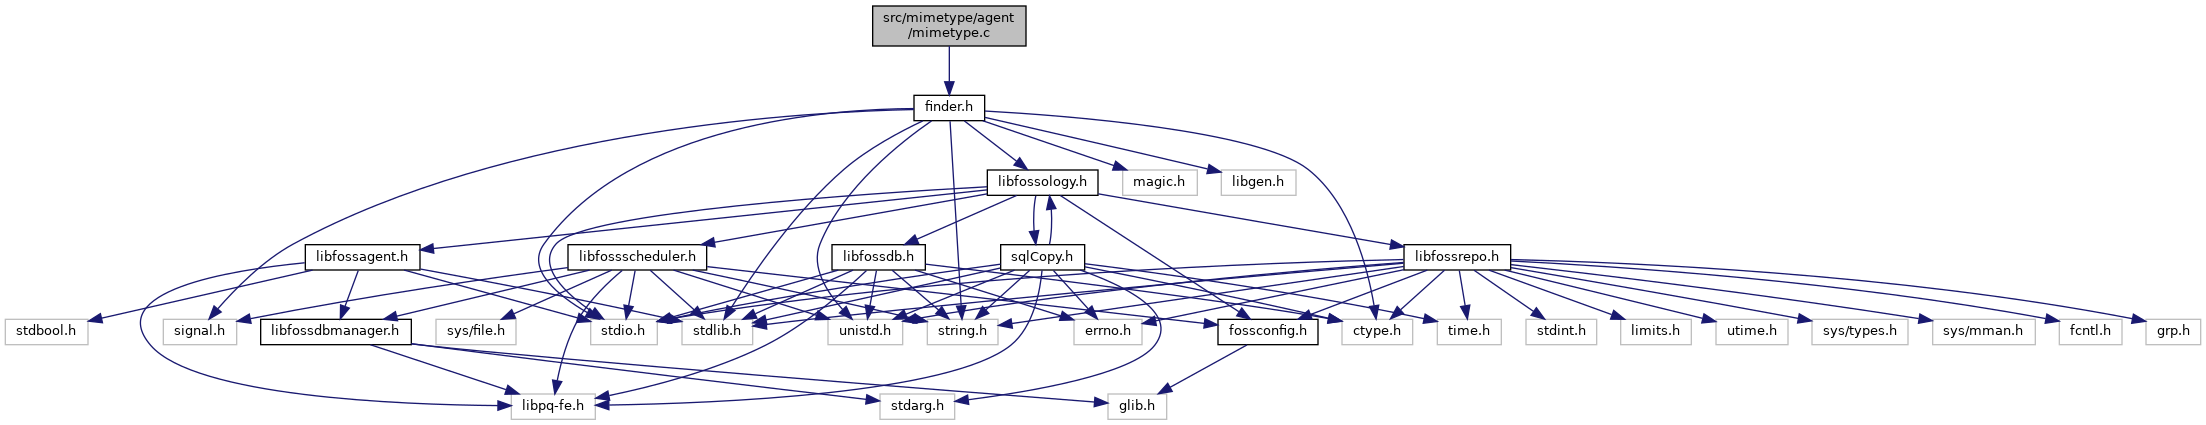 src/mimetype/agent
/mimetype.c
finder.h
libfossology.h
magic.h
libgen.h
libfossagent.h
libfossscheduler.h
libfossdb.h
sqlCopy.h
libfossrepo.h
stdbool.h
signal.h
libfossdbmanager.h
sys/file.h
stdio.h
stdlib.h
unistd.h
string.h
errno.h
fossconfig.h
ctype.h
time.h
stdint.h
limits.h
utime.h
sys/types.h
sys/mman.h
fcntl.h
grp.h
libpq-fe.h
stdarg.h
glib.h